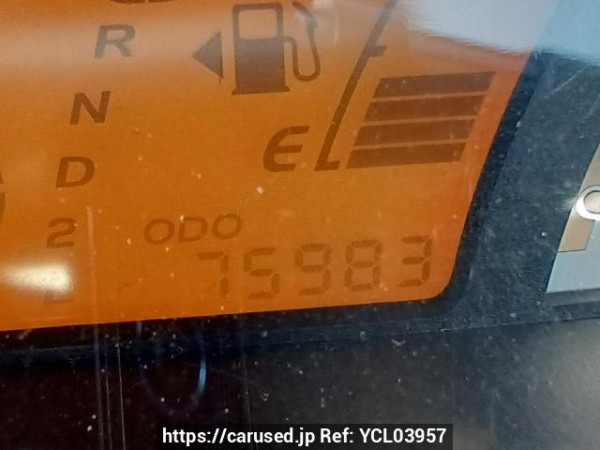 R
N
D
E
2 ODO
75983
L
https://carused.jp Ref: YCL03957